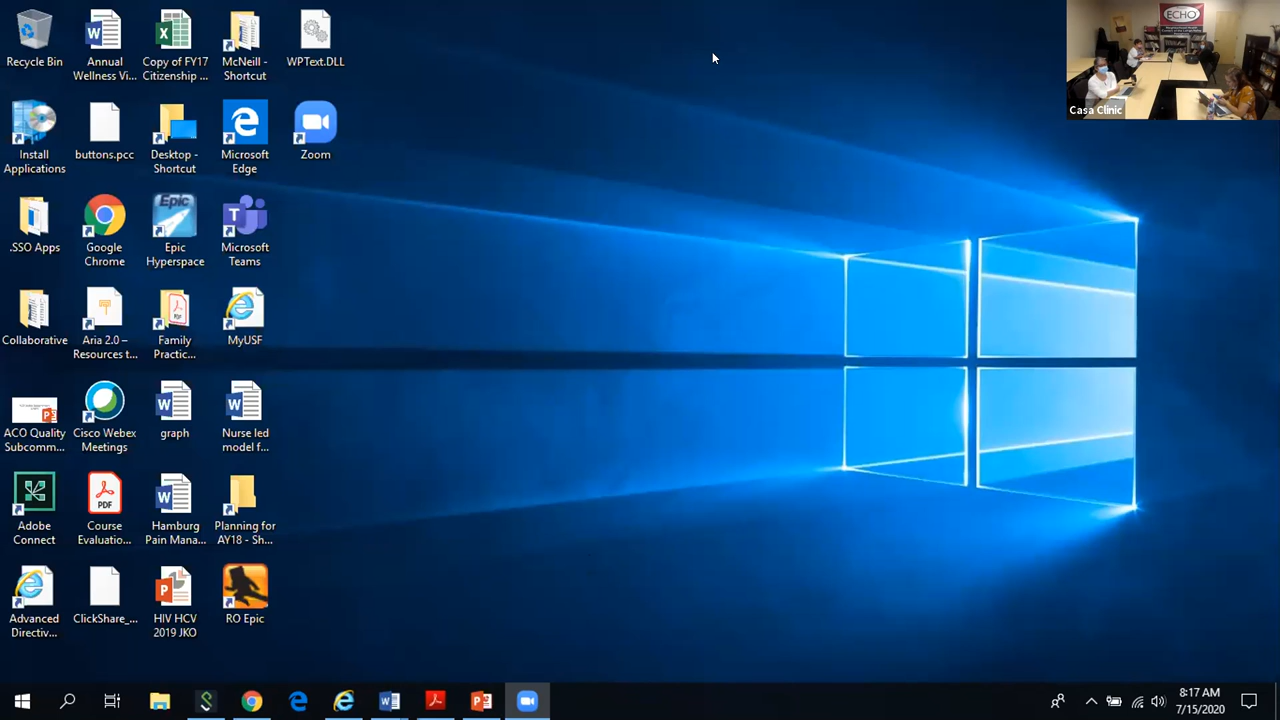 Recycle Bin
Annual
Wellness Vi...
Copy of FY17
Citizenship ...
McNeill -
Shortcut
WPText.DLL
ECHO
Casa Clinic
Install
Applications
buttons.pcc
Desktop -
Shortcut
Microsoft
Edge
Zoom
.SSO Apps
Google
Chrome
Epic
Epic
Hyperspace
Microsoft
Teams
Collaborative
Aria 2.0 –
Resources t...
Family
Practic...
MyUSF
ACO Quality
Subcomm...
Cisco Webex
Meetings
graph
Nurse led
model f...
Adobe
Connect
PDF
Course
Evaluatio...
Hamburg
Pain Mana...
Planning for
AY18 - Sh...
Advanced
Directiv...
ClickShare_...
HIV HCV
2019 JKO
RO Epic
8:17 AM
7/15/2020